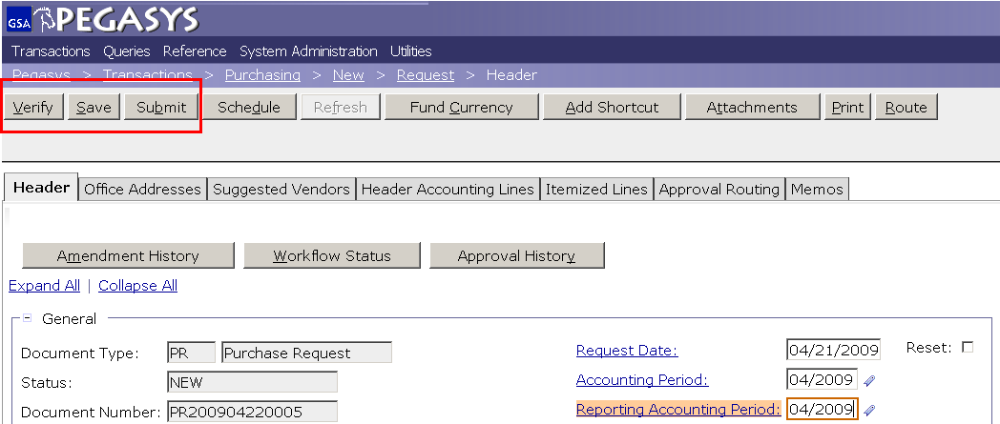 GSA PEGASYS
Transactions Queries Reference System Administration Utilities
Pegasys > Transactions > Purchasing > New > Request > Header
Verify Save Submit Schedule Refresh Fund Currency Add Shortcut Attachments Print Route
Header Office Addresses Suggested Vendors Header Accounting Lines Itemized Lines Approval Routing Memos
Amendment History Workflow Status Approval History
Expand All | Collapse All
General
Document Type: PR Purchase Request Request Date: 04/21/2009 Reset:
Status: NEW Accounting Period: 04/2009
Document Number: PR200904220005 Reporting Accounting Period: 04/2009